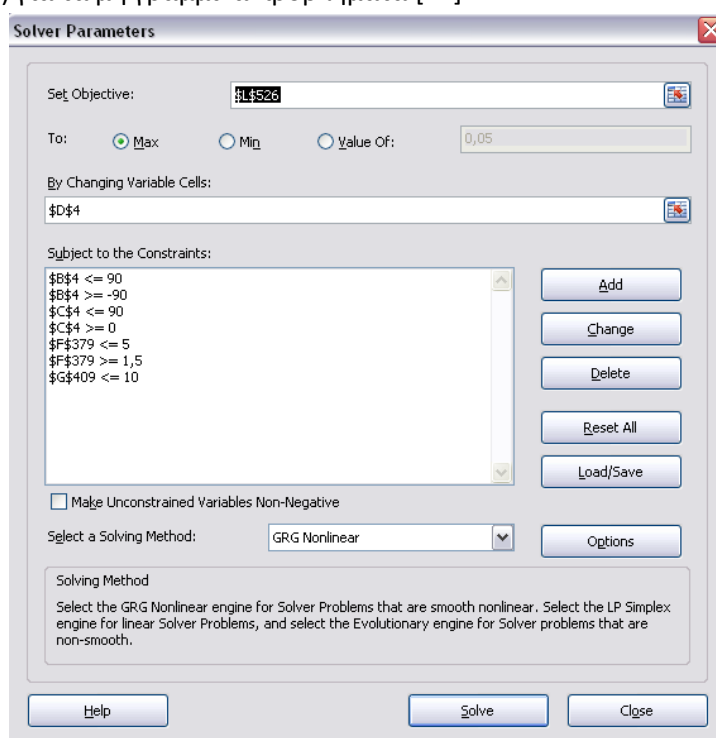 Solver Parameters
Set Objective: $L$526
To: Max Min Value Of: 0,05
By Changing Variable Cells:
$D$4
Subject to the Constraints:
$B$4 <= 90
$B$4 >= -90
$C$4 <= 90
$C$4 >= 0
$F$379 <= 5
$F$379 >= 1,5
$G$409 <= 10
Add
Change
Delete
Reset All
Load/Save
Make Unconstrained Variables Non-Negative
Select a Solving Method: GRG Nonlinear Options
Solving Method
Select the GRG Nonlinear engine for Solver Problems that are smooth nonlinear. Select the LP Simplex
engine for linear Solver Problems, and select the Evolutionary engine for Solver problems that are
non-smooth.
Help Solve Close